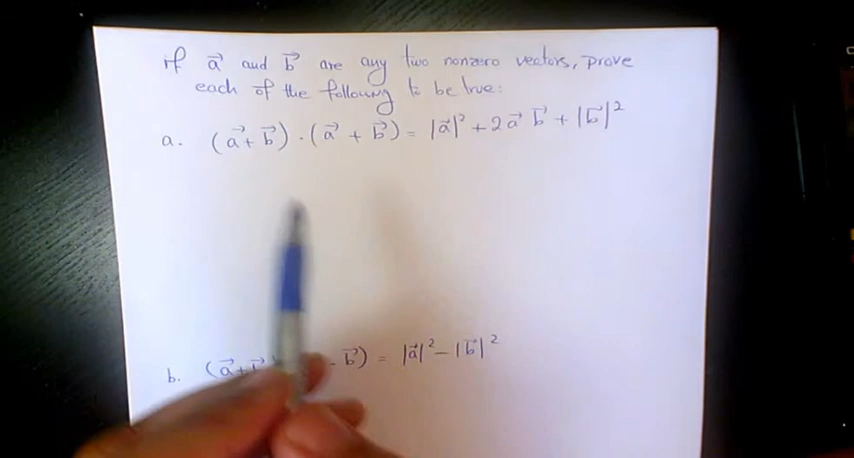 if a⃗ and b⃗ are any two nonzero vectors, prove
each of the following to be true:
a. (a⃗ + b⃗) . (a⃗ + b⃗) = |a⃗|² + 2 a⃗ b⃗ + |b⃗|²
b. (a⃗ + - b⃗) = |a⃗|² - |b⃗|²